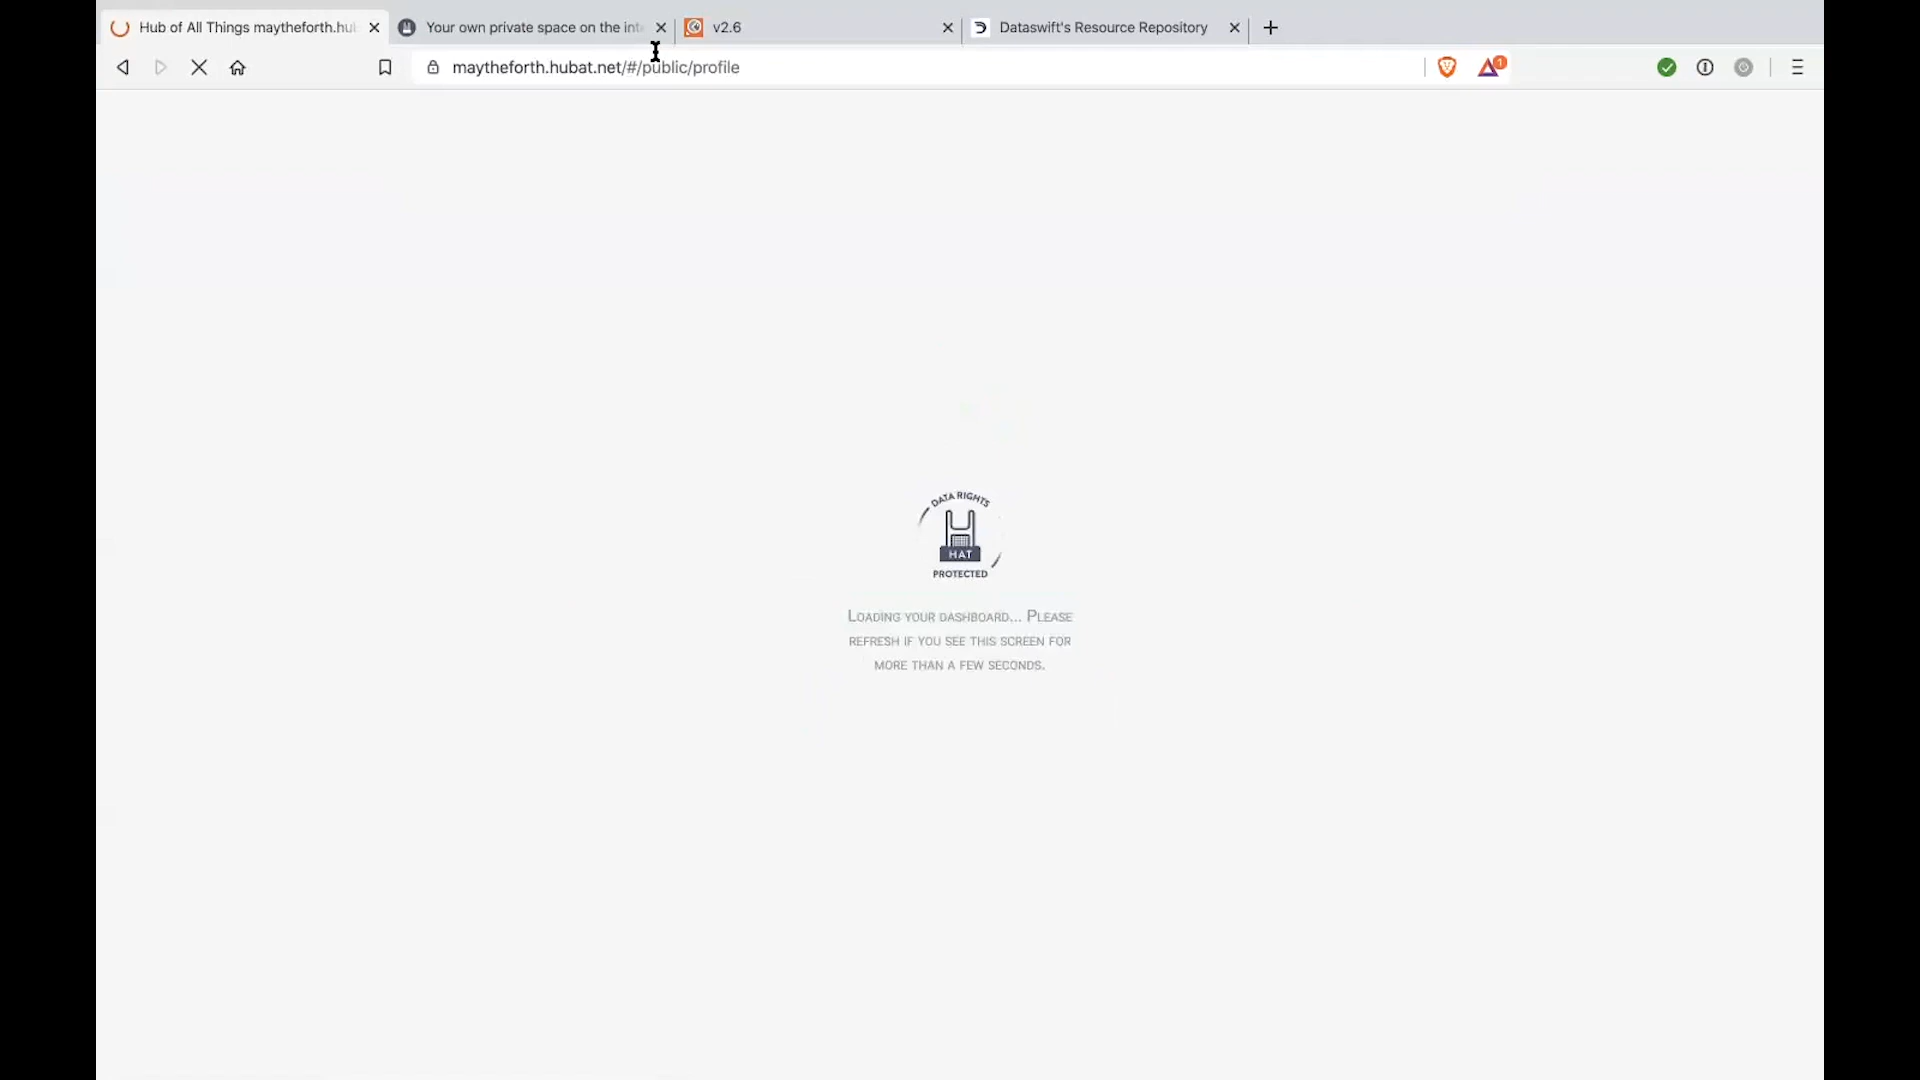 Hub of All Things maytheforth.hu
Your own private space on the int
v2.6
Dataswift's Resource Repository
maytheforth.hubat.net/#/public/profile
1
DATA RIGHTS
HAT
PROTECTED
Loading your dashboard... Please
refresh if you see this screen for
more than a few seconds.